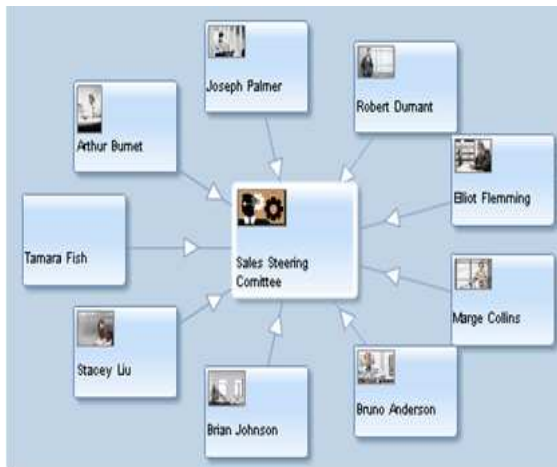 Joseph Palmer
Robert Dumant
Arthur Burnet
Elliot Flemming
Tamara Fish
Sales Steering
Comittee
Marge Collins
Stacey Liu
Bruno Anderson
Brian Johnson